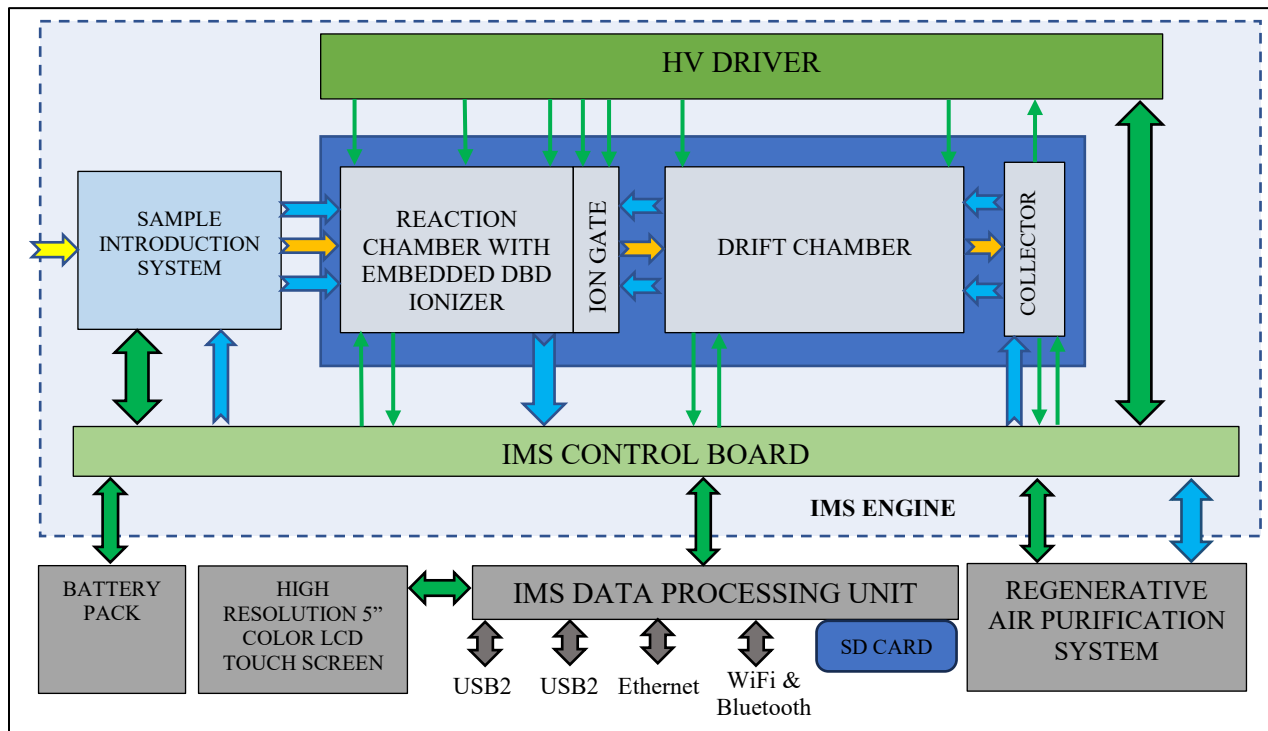 HV DRIVER
SAMPLE
INTRODUCTION
SYSTEM
REACTION
CHAMBER WITH
EMBEDDED DBD
IONIZER
ION GATE
DRIFT CHAMBER
COLLECTOR
IMS CONTROL BOARD
IMS ENGINE
BATTERY
PACK
HIGH
RESOLUTION 5”
COLOR LCD
TOUCH SCREEN
IMS DATA PROCESSING UNIT
SD CARD
REGENERATIVE
AIR PURIFICATION
SYSTEM
USB2
USB2
Ethernet
WiFi &
Bluetooth